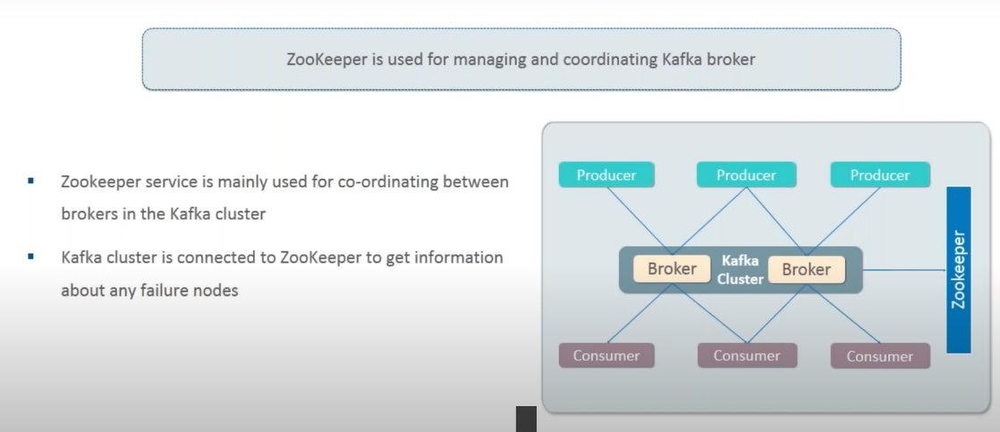 ZooKeeper is used for managing and coordinating Kafka broker
Zookeeper service is mainly used for co-ordinating between
brokers in the Kafka cluster
Kafka cluster is connected to ZooKeeper to get information
about any failure nodes
Producer
Producer
Producer
Broker
Kafka
Cluster
Broker
Zookeeper
Consumer
Consumer
Consumer